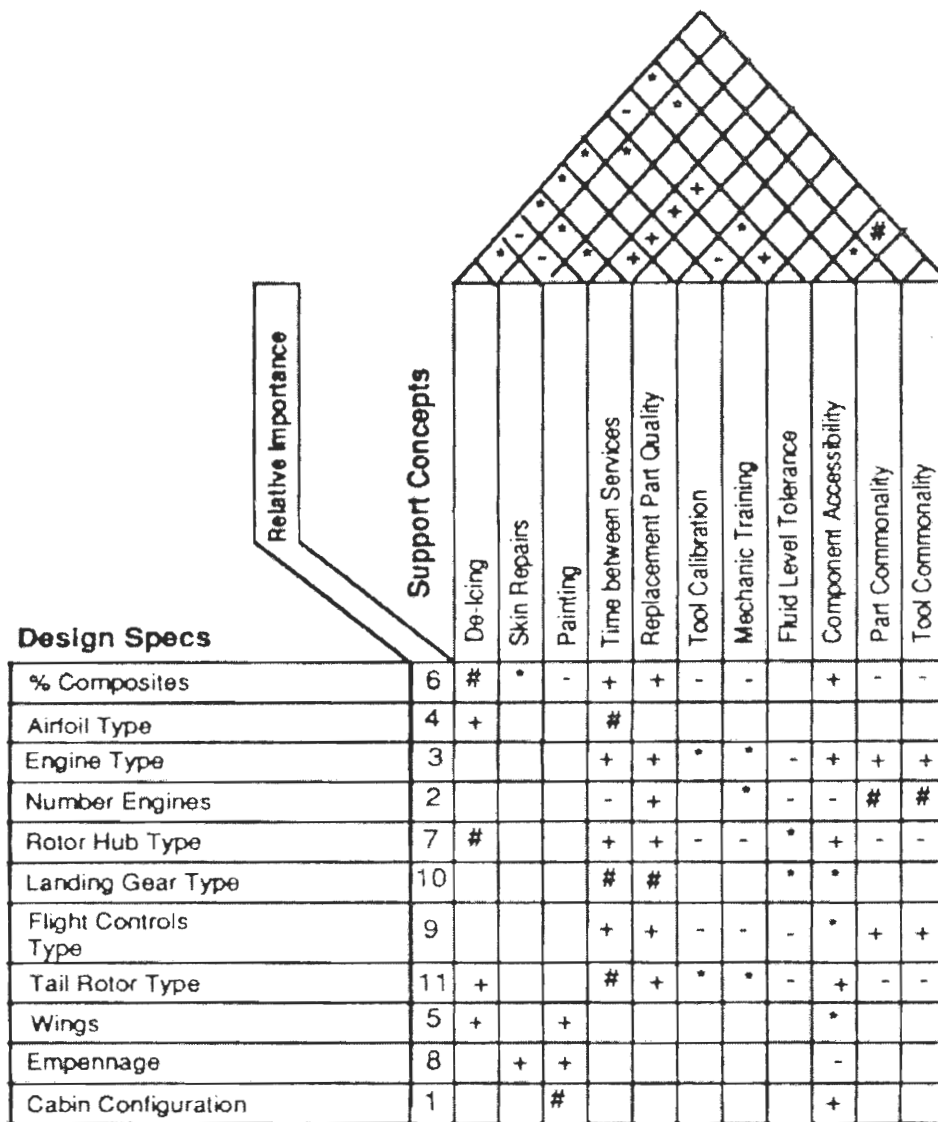 *
- *
* *
* +
* +
- * + * #
* - * + - + *
Relative Importance
Support Concepts
De-Icing
Skin Repairs
Painting
Time between Services
Replacement Part Quality
Tool Calibration
Mechanic Training
Fluid Level Tolerance
Component Accessibility
Part Commonality
Tool Commonality
Design Specs
% Composites 6 # * - + + - - + - -
Airfoil Type 4 + #
Engine Type 3 + + * * - + + +
Number Engines 2 - + * - - # #
Rotor Hub Type 7 # + + - - * + - -
Landing Gear Type 10 # # * *
Flight Controls
Type 9 + + - - - * + +
Tail Rotor Type 11 + # + * * - + - -
Wings 5 + + *
Empennage 8 + + -
Cabin Configuration 1 # +